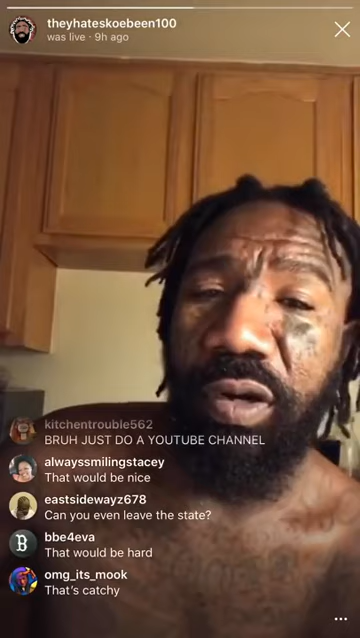 theyhateskoebeen100
was live · 9h ago
kitchentrouble562
BRUH JUST DO A YOUTUBE CHANNEL
alwayssmilingstacey
That would be nice
eastsidewayz678
Can you even leave the state?
bbe4eva
That would be hard
omg_its_mook
That's catchy